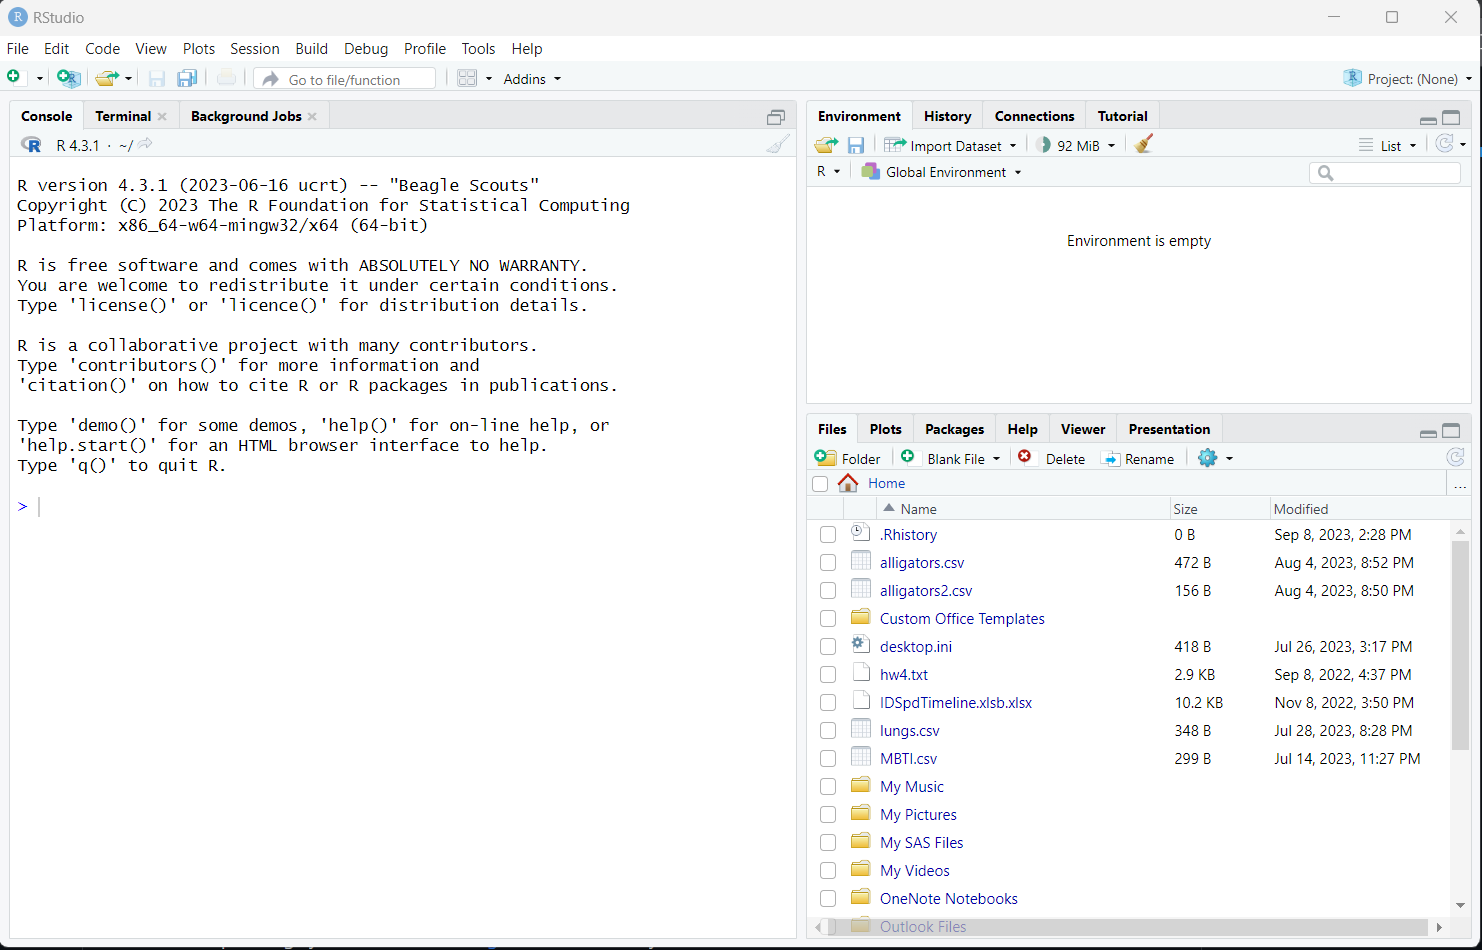 RStudio
File Edit Code View Plots Session Build Debug Profile Tools Help
Go to file/function Addins Project: (None)
Console Terminal Background Jobs
R 4.3.1 · ~/
R version 4.3.1 (2023-06-16 ucrt) -- "Beagle Scouts"
Copyright (C) 2023 The R Foundation for Statistical Computing
Platform: x86_64-w64-mingw32/x64 (64-bit)
R is free software and comes with ABSOLUTELY NO WARRANTY.
You are welcome to redistribute it under certain conditions.
Type 'license()' or 'licence()' for distribution details.
R is a collaborative project with many contributors.
Type 'contributors()' for more information and
'citation()' on how to cite R or R packages in publications.
Type 'demo()' for some demos, 'help()' for on-line help, or
'help.start()' for an HTML browser interface to help.
Type 'q()' to quit R.
>
Environment History Connections Tutorial
Import Dataset 92 MiB List
R Global Environment
Environment is empty
Files Plots Packages Help Viewer Presentation
Folder Blank File Delete Rename
Home ...
Name Size Modified
.Rhistory 0 B Sep 8, 2023, 2:28 PM
alligators.csv 472 B Aug 4, 2023, 8:52 PM
alligators2.csv 156 B Aug 4, 2023, 8:50 PM
Custom Office Templates
desktop.ini 418 B Jul 26, 2023, 3:17 PM
hw4.txt 2.9 KB Sep 8, 2022, 4:37 PM
IDSpdTimeline.xlsb.xlsx 10.2 KB Nov 8, 2022, 3:50 PM
lungs.csv 348 B Jul 28, 2023, 8:28 PM
MBTI.csv 299 B Jul 14, 2023, 11:27 PM
My Music
My Pictures
My SAS Files
My Videos
OneNote Notebooks
Outlook Files